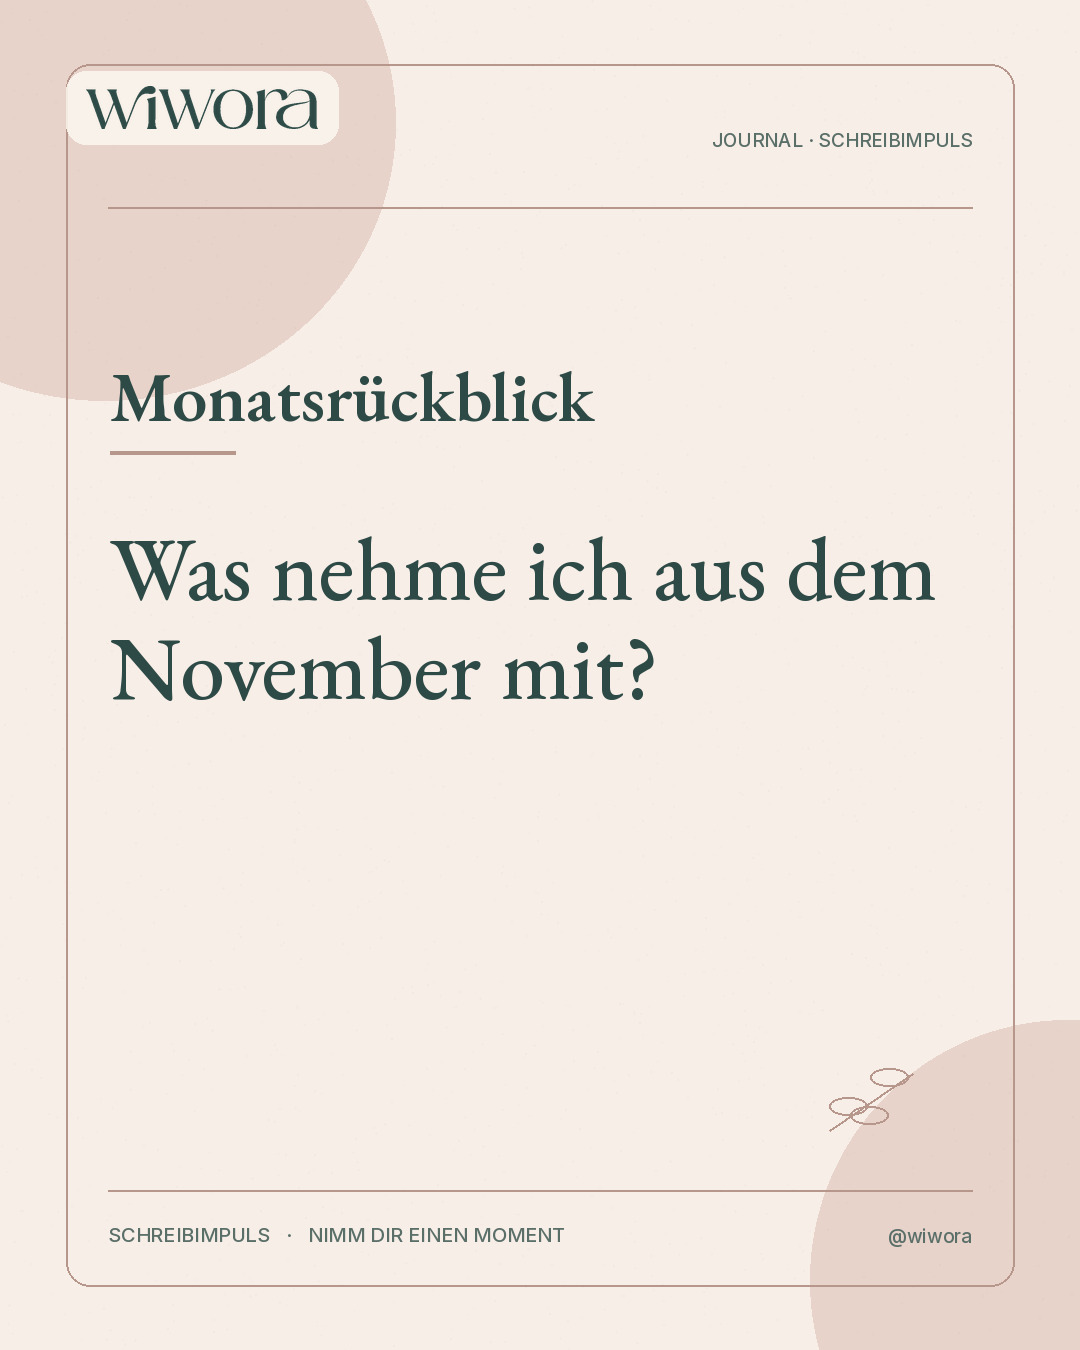 wiwora
JOURNAL · SCHREIBIMPULS
Monatsrückblick
Was nehme ich aus dem
November mit?
SCHREIBIMPULS · NIMM DIR EINEN MOMENT
@wiwora